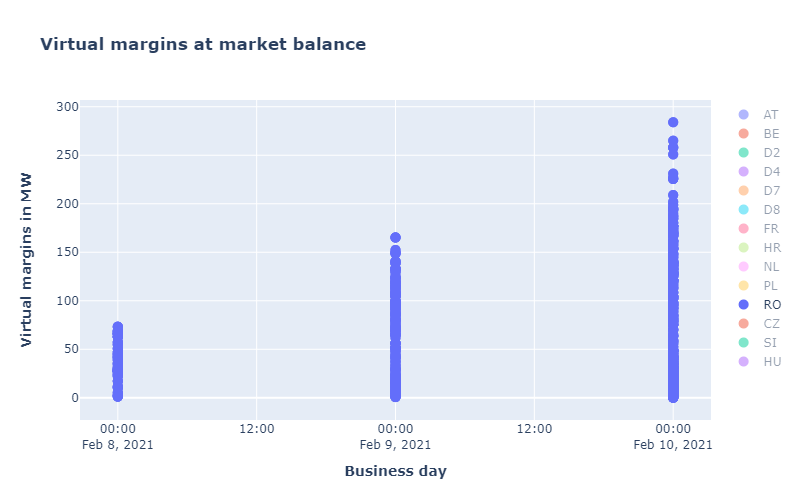 Virtual margins at market balance
Virtual margins in MW
300
250
200
150
100
50
0
00:00
Feb 8, 2021
12:00
00:00
Feb 9, 2021
12:00
00:00
Feb 10, 2021
Business day
AT
BE
D2
D4
D7
D8
FR
HR
NL
PL
RO
CZ
SI
HU